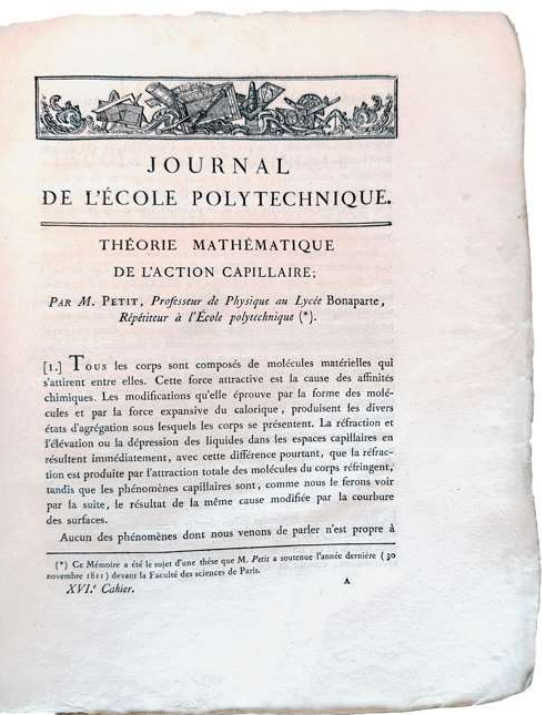 JOURNAL
DE L'ÉCOLE POLYTECHNIQUE.
THÉORIE MATHÉMATIQUE
DE L'ACTION CAPILLAIRE;
PAR M. PETIT, Professeur de Physique au Lycée Bonaparte,
Répétiteur à l'École polytechnique (*).
[1.] Tous les corps sont composés de molécules matérielles qui
s'attirent entre elles. Cette force attractive est la cause des affinités
chimiques. Les modifications qu'elle éprouve par la forme des molé-
cules et par la force expansive du calorique, produisent les divers
états d'agrégation sous lesquels les corps se présentent. La réfraction et
l'élévation ou la dépression des liquides dans les espaces capillaires en
résultent immédiatement, avec cette différence pourtant, que la réfrac-
tion est produite par l'attraction totale des molécules du corps réfringent,
tandis que les phénomènes capillaires sont, comme nous le ferons voir
par la suite, le résultat de la même cause modifiée par la courbure
des surfaces.
Aucun des phénomènes dont nous venons de parler n'est propre à
(*) Ce Mémoire a été le sujet d'une thèse que M. Petit a soutenue l'année dernière (30
novembre 1811) devant la Faculté des sciences de Paris.
XVI.e Cahier.
A